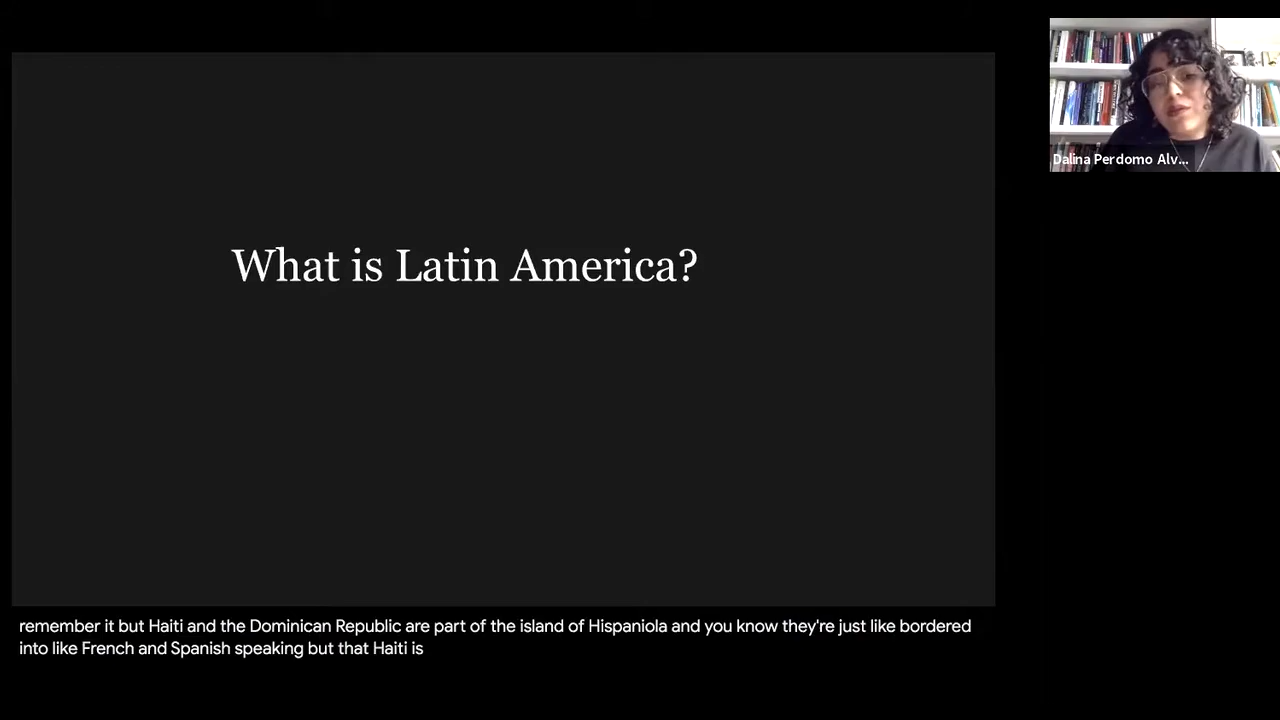 What is Latin America?
Dalina Perdomo Alv...
remember it but Haiti and the Dominican Republic are part of the island of Hispaniola and you know they're just like bordered
into like French and Spanish speaking but that Haiti is